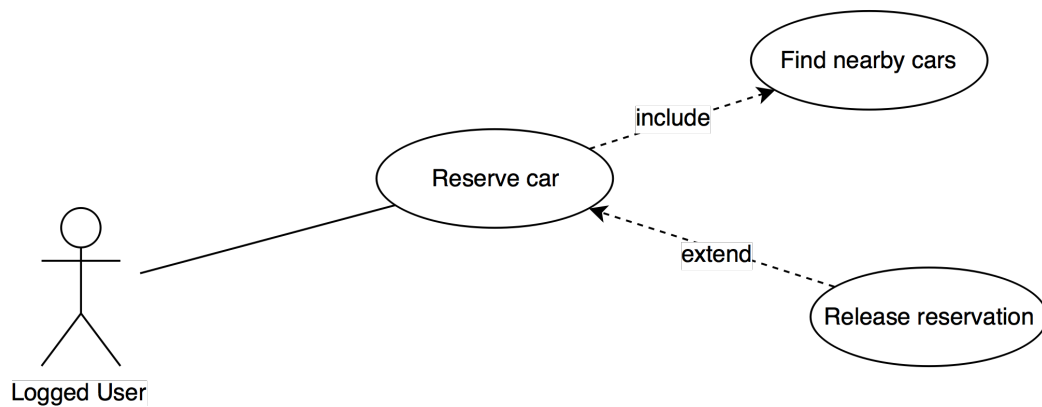 Find nearby cars
include
Reserve car
extend
Release reservation
Logged User